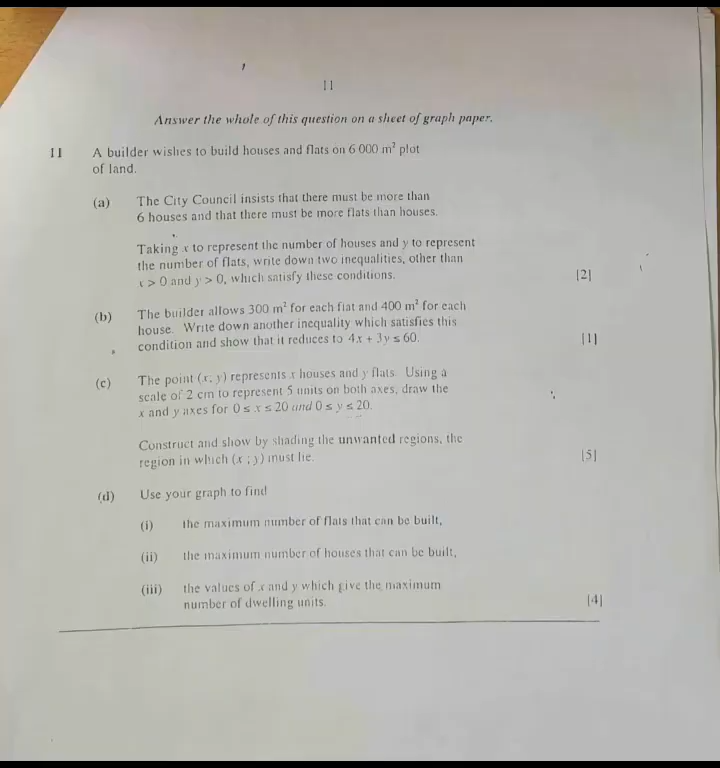 11
Answer the whole of this question on a sheet of graph paper.
11 A builder wishes to build houses and flats on 6 000 m² plot
of land.
(a) The City Council insists that there must be more than
6 houses and that there must be more flats than houses.
Taking x to represent the number of houses and y to represent
the number of flats, write down two inequalities, other than
x > 0 and y > 0, which satisfy these conditions. [2]
(b) The builder allows 300 m² for each flat and 400 m² for each
house. Write down another inequality which satisfies this
condition and show that it reduces to 4x + 3y ≤ 60. [1]
(c) The point (x; y) represents x houses and y flats. Using a
scale of 2 cm to represent 5 units on both axes, draw the
x and y axes for 0 ≤ x ≤ 20 and 0 ≤ y ≤ 20.
Construct and show by shading the unwanted regions, the
region in which (x ; y) must lie. [5]
(d) Use your graph to find
(i) the maximum number of flats that can be built,
(ii) the maximum number of houses that can be built,
(iii) the values of x and y which give the maximum
number of dwelling units. [4]